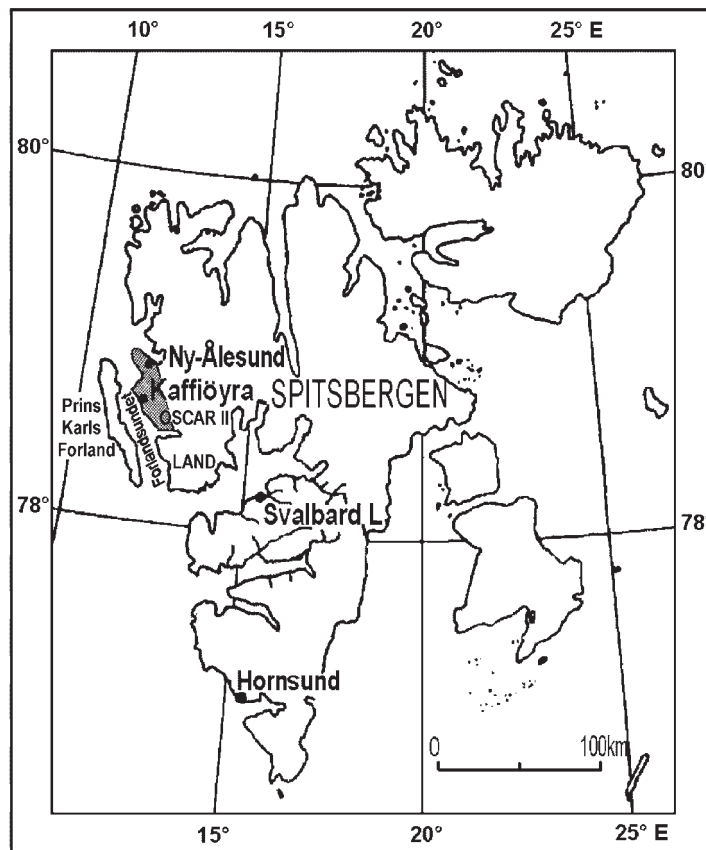 10° 15° 20° 25° E
80° 80°
Ny-Ålesund
Kaffiöyra
SPITSBERGEN
Prins
Karls
Forland
Forlandsundet
OSCAR II
LAND
78° 78°
Svalbard L
Hornsund
0 100km
15° 20° 25° E